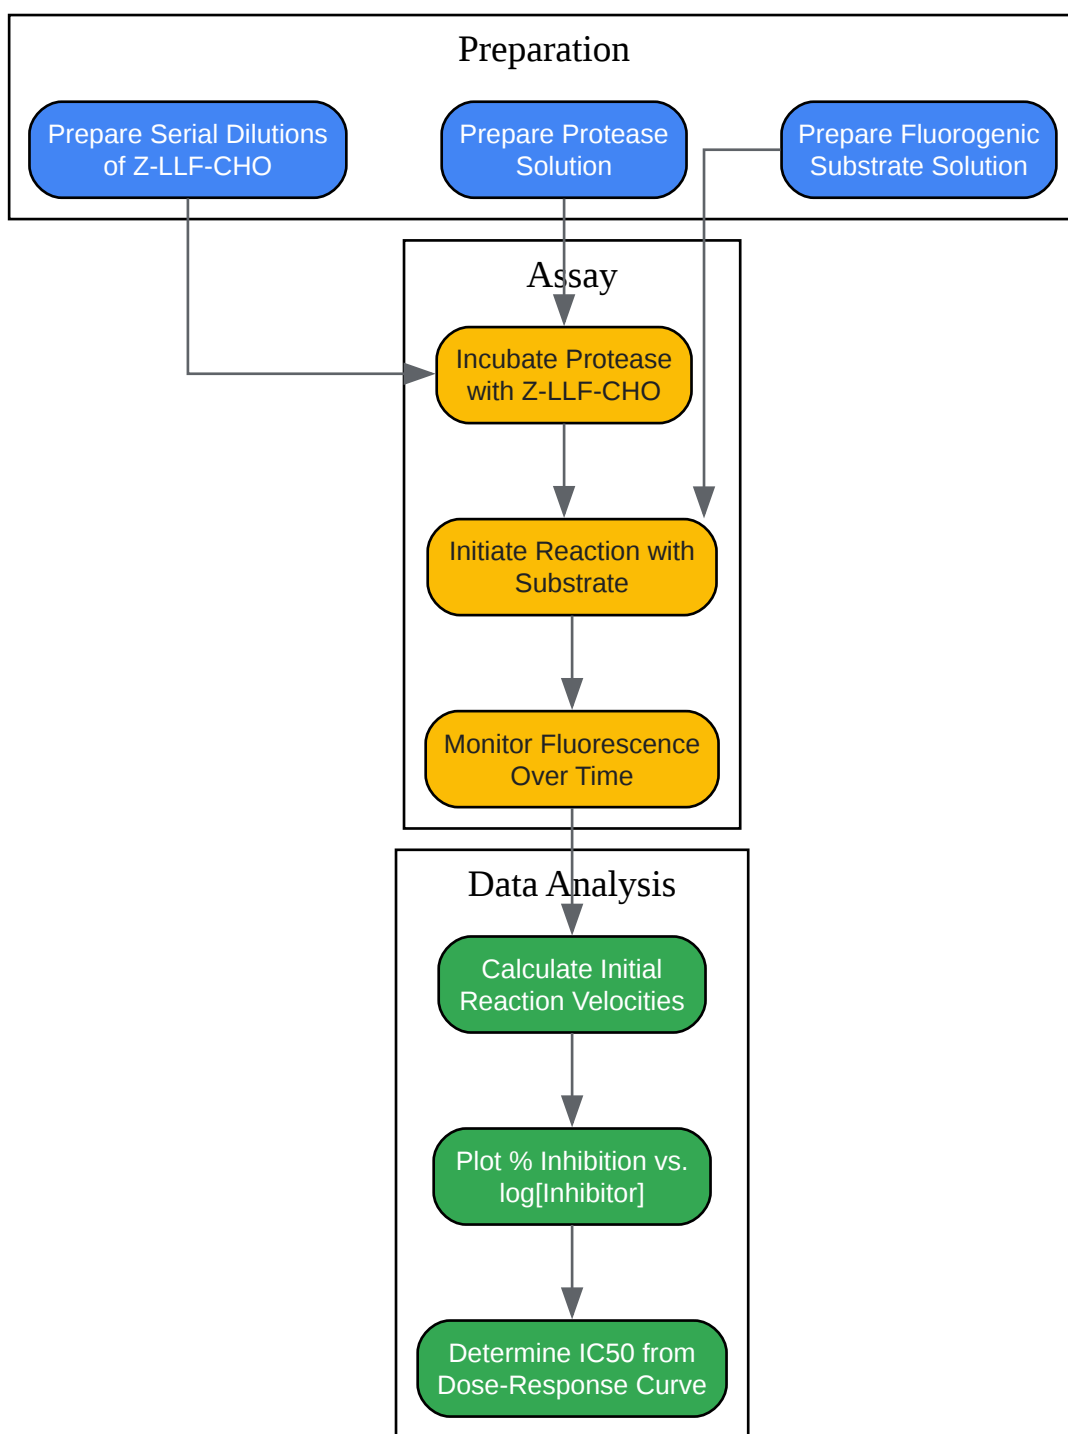 Preparation
Prepare Serial Dilutions
of Z-LLF-CHO
Prepare Protease
Solution
Prepare Fluorogenic
Substrate Solution
Assay
Incubate Protease
with Z-LLF-CHO
Initiate Reaction with
Substrate
Monitor Fluorescence
Over Time
Data Analysis
Calculate Initial
Reaction Velocities
Plot % Inhibition vs.
log[Inhibitor]
Determine IC50 from
Dose-Response Curve